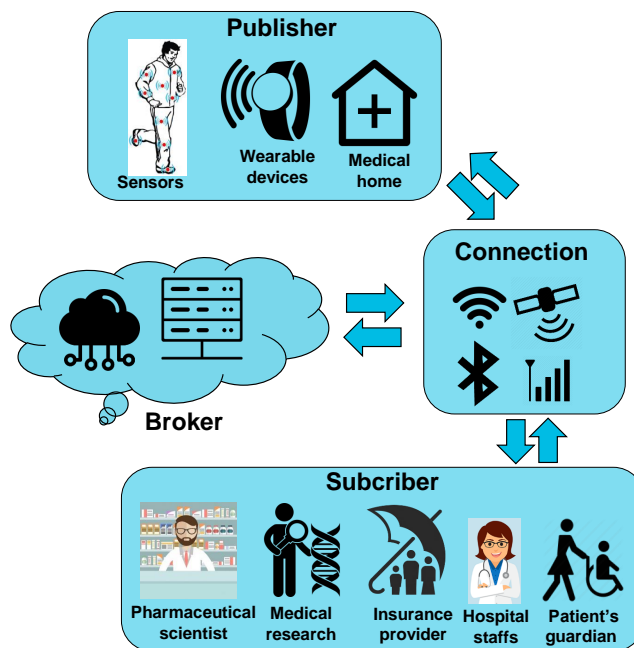 Publisher
Sensors
Wearable
devices
Medical
home
Connection
Broker
Subcriber
Pharmaceutical
scientist
Medical
research
Insurance
provider
Hospital
staffs
Patient's
guardian